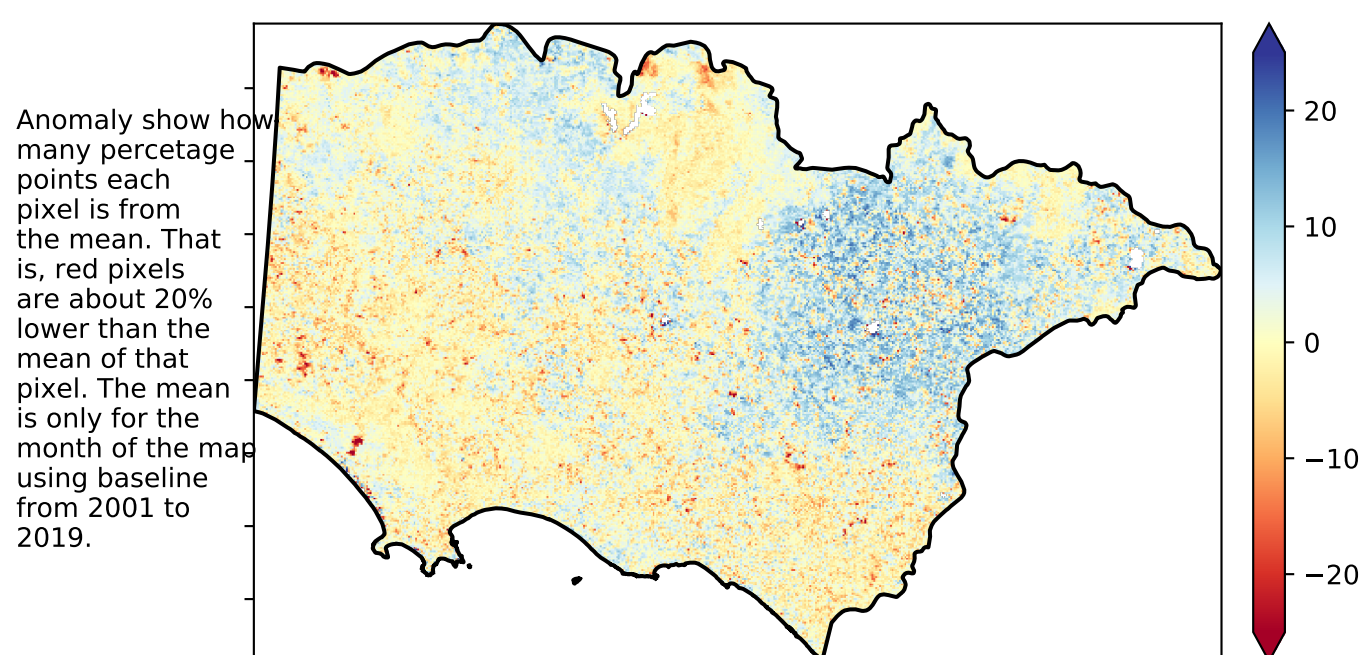 Anomaly show how
many percetage
points each
pixel is from
the mean. That
is, red pixels
are about 20%
lower than the
mean of that
pixel. The mean
is only for the
month of the map
using baseline
from 2001 to
2019.
20
10
0
−10
−20